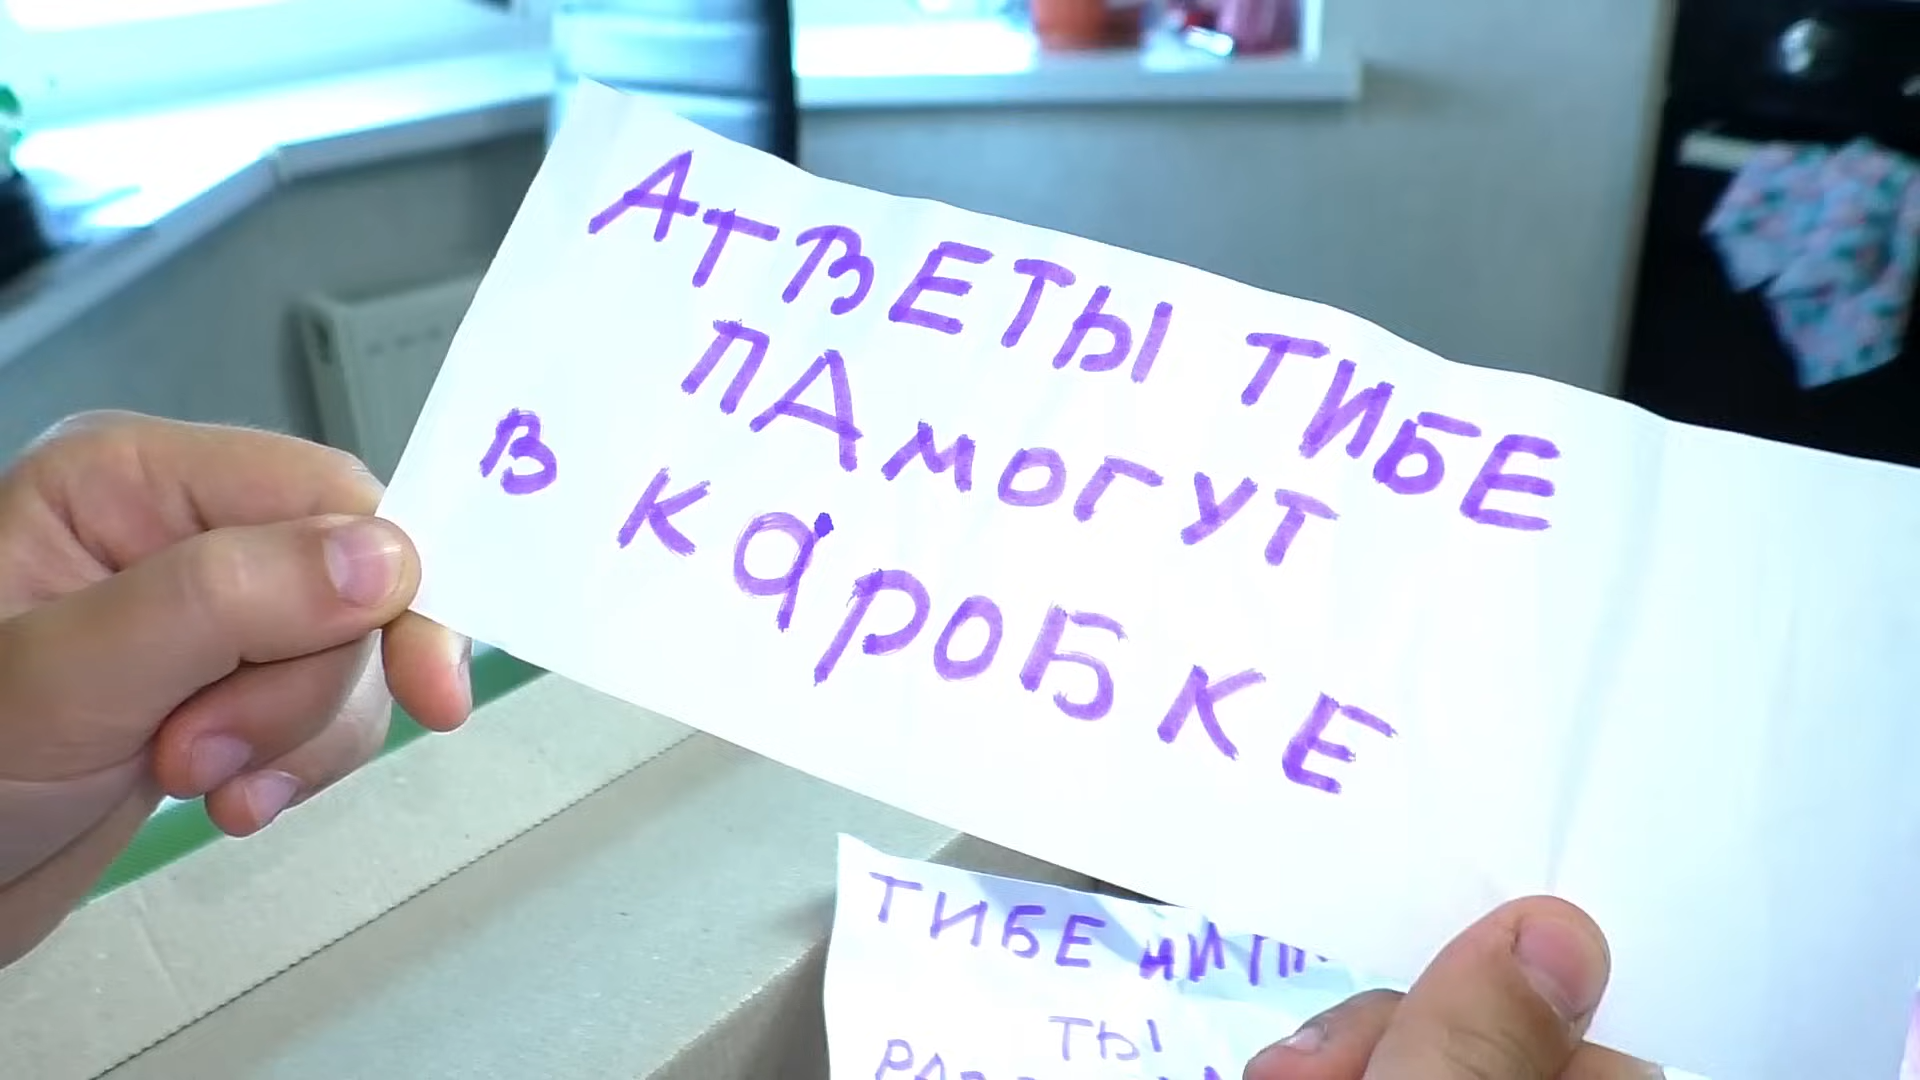 АТВЕТЫ ТИБЕ
ПАМОГУТ
В КАРОБКЕ
ТИБЕ
ТЫ